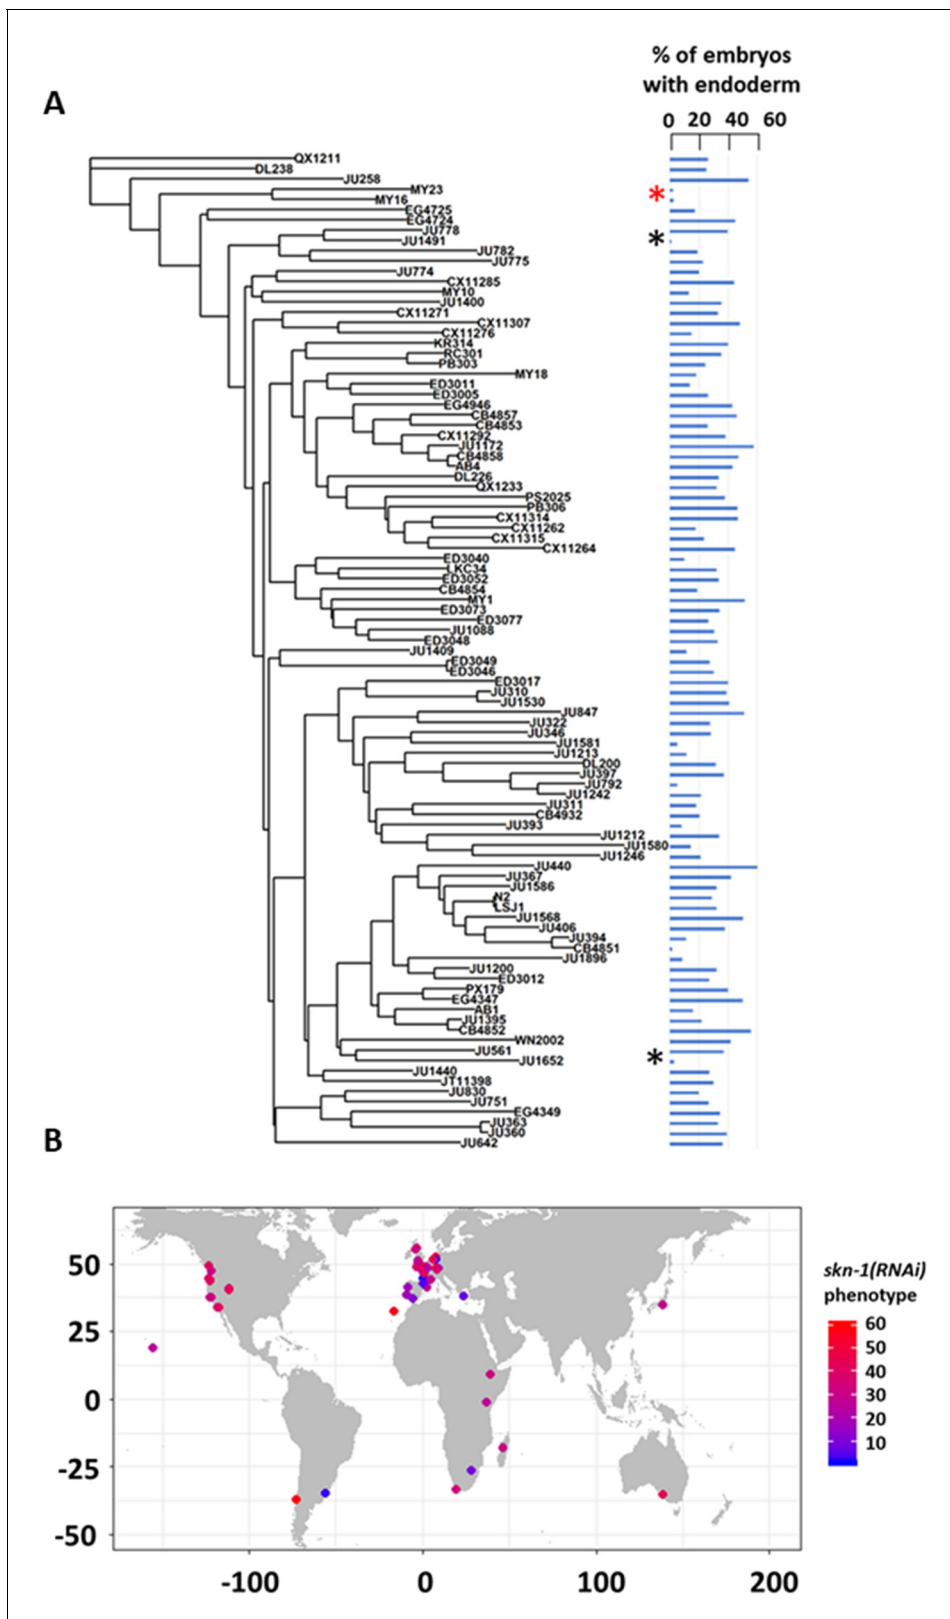 % of embryos
with endoderm
A
0 20 40 60
QX1211
DL238
JU258
MY23
*
MY16
EG4725
EG4724
JU778
*
JU1491
JU782
JU775
JU774
CX11285
MY10
JU1400
CX11271
CX11307
CX11276
KR314
RC301
PB303
MY18
ED3011
ED3005
EG4946
CB4857
CB4853
CX11292
JU1172
CB4858
AB4
DL226
QX1233
PS2025
PB306
CX11314
CX11262
CX11315
CX11264
ED3040
LKC34
ED3052
CB4854
MY1
ED3073
ED3077
JU1088
ED3048
JU1409
ED3049
ED3046
ED3017
JU310
JU1530
JU847
JU322
JU346
JU1581
JU1213
DL200
JU397
JU792
JU1242
JU311
CB4932
JU393
JU1212
JU1580
JU1246
JU440
JU367
JU1586
N2
LSJ1
JU1568
JU406
JU394
CB4851
JU1896
JU1200
ED3012
PX179
EG4347
AB1
JU1395
CB4852
WN2002
JU561
*
JU1652
JU1440
JT11398
JU830
JU751
EG4349
JU363
JU360
JU642
B
50
25
0
-25
-50
-100 0 100 200
skn-1(RNAi)
phenotype
60
50
40
30
20
10